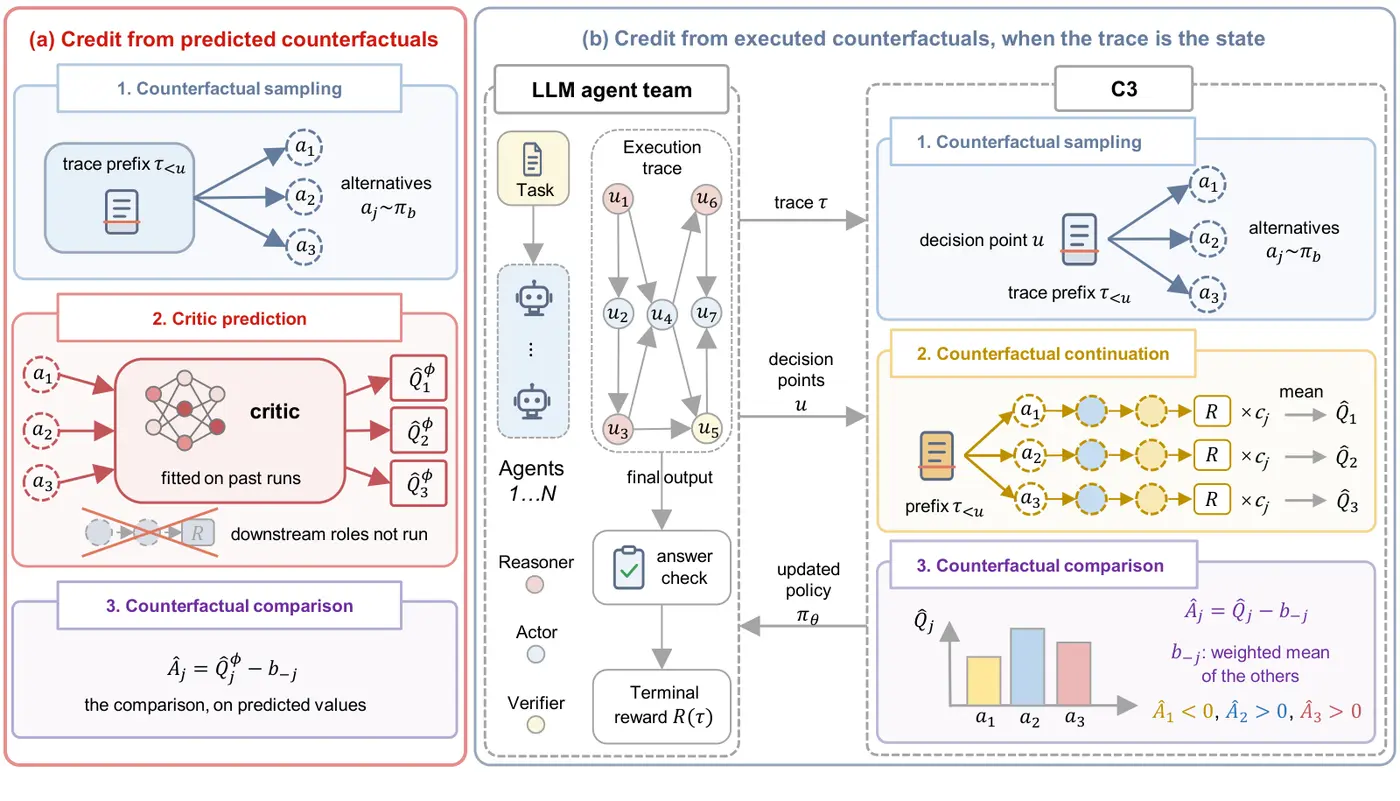 (a) Credit from predicted counterfactuals
1. Counterfactual sampling
trace prefix τ<u
a1
a2
a3
alternatives
aj~πb
2. Critic prediction
a1
a2
a3
critic
fitted on past runs
Q̂1^ϕ
Q̂2^ϕ
Q̂3^ϕ
R
downstream roles not run
3. Counterfactual comparison
Âj = Q̂j^ϕ − b−j
the comparison, on predicted values
(b) Credit from executed counterfactuals, when the trace is the state
LLM agent team
Task
⋮
Agents
1…N
Reasoner
Actor
Verifier
Execution
trace
u1
u6
u2
u4
u7
u3
u5
final output
answer
check
Terminal
reward R(τ)
trace τ
decision
points
u
updated
policy
πθ
C3
1. Counterfactual sampling
decision point u
trace prefix τ<u
a1
a2
a3
alternatives
aj~πb
2. Counterfactual continuation
mean
prefix τ<u
a1 R × cj Q̂1
a2 R × cj Q̂2
a3 R × cj Q̂3
3. Counterfactual comparison
Q̂j
a1 a2 a3
Âj = Q̂j − b−j
b−j: weighted mean
of the others
Â1 < 0, Â2 > 0, Â3 > 0